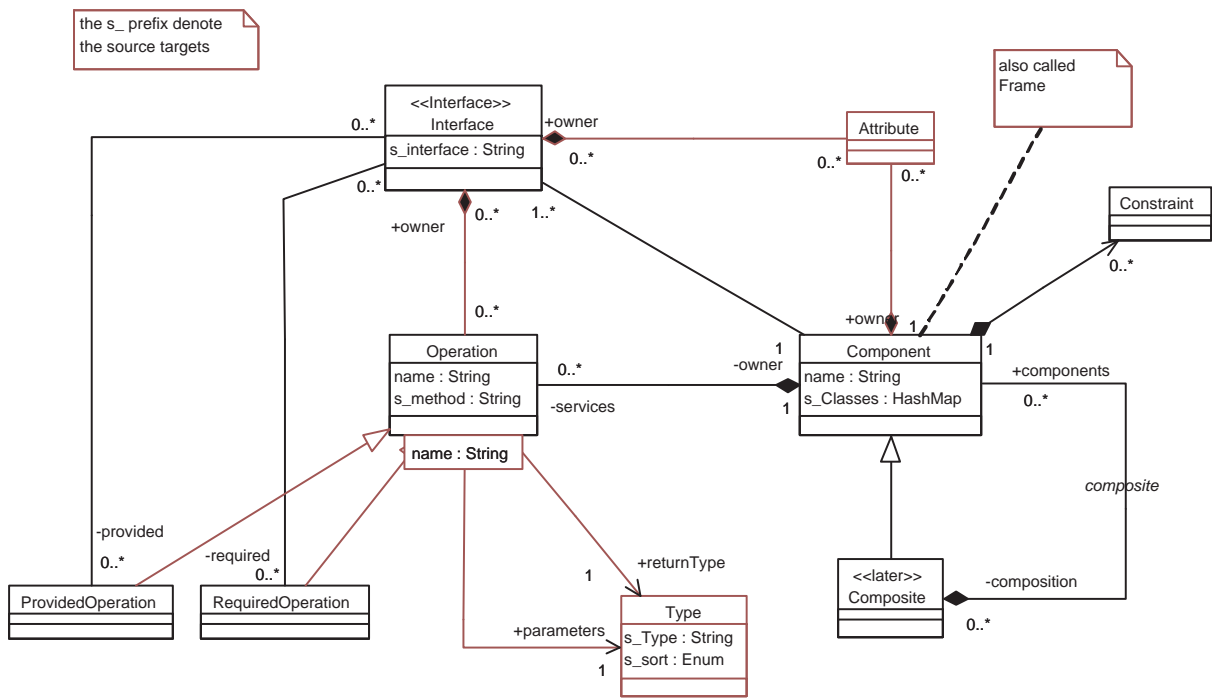 the s_ prefix denote
the source targets
also called
Frame
<<Interface>>
Interface
s_interface : String
0..*
0..*
+owner
0..*
Attribute
0..*
0..*
+owner
0..*
1..*
Constraint
0..*
0..*
+owner
1
1
1
Operation
name : String
s_method : String
0..*
-services
-owner
1
Component
name : String
s_Classes : HashMap
+components
0..*
name : String
composite
-provided
0..*
-required
0..*
+returnType
1
<<later>>
Composite
-composition
0..*
ProvidedOperation
RequiredOperation
Type
s_Type : String
s_sort : Enum
+parameters
1